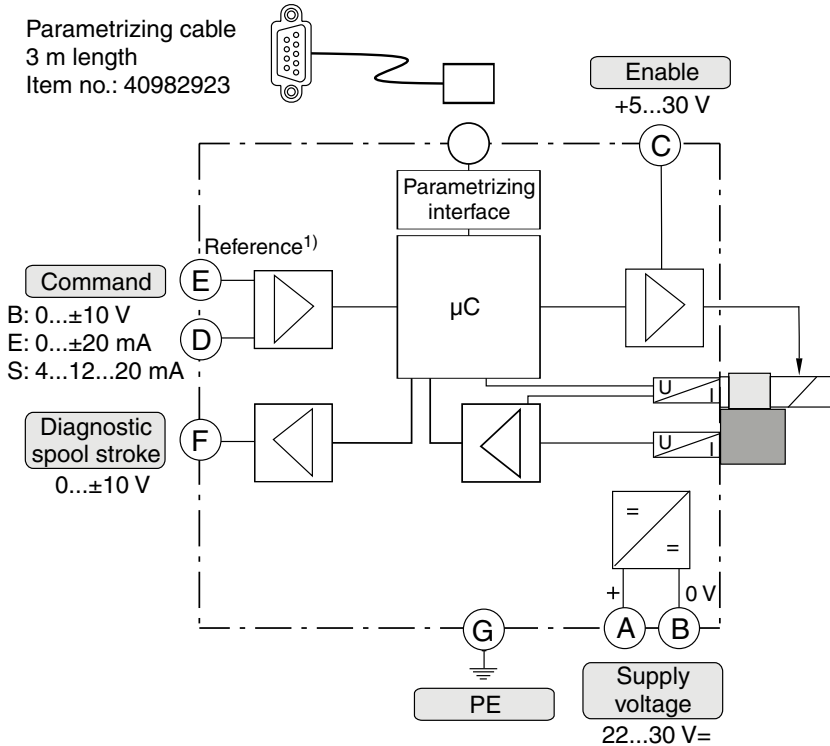 Parametrizing cable
3 m length
Item no.: 40982923
Enable
+5...30 V
C
Parametrizing
interface
Reference1)
Command
E
B: 0...±10 V
E: 0...±20 mA
S: 4...12...20 mA
D
µC
U
I
Diagnostic
spool stroke
0...±10 V
F
U
I
=
=
+
0 V
G
A
B
PE
Supply
voltage
22...30 V=